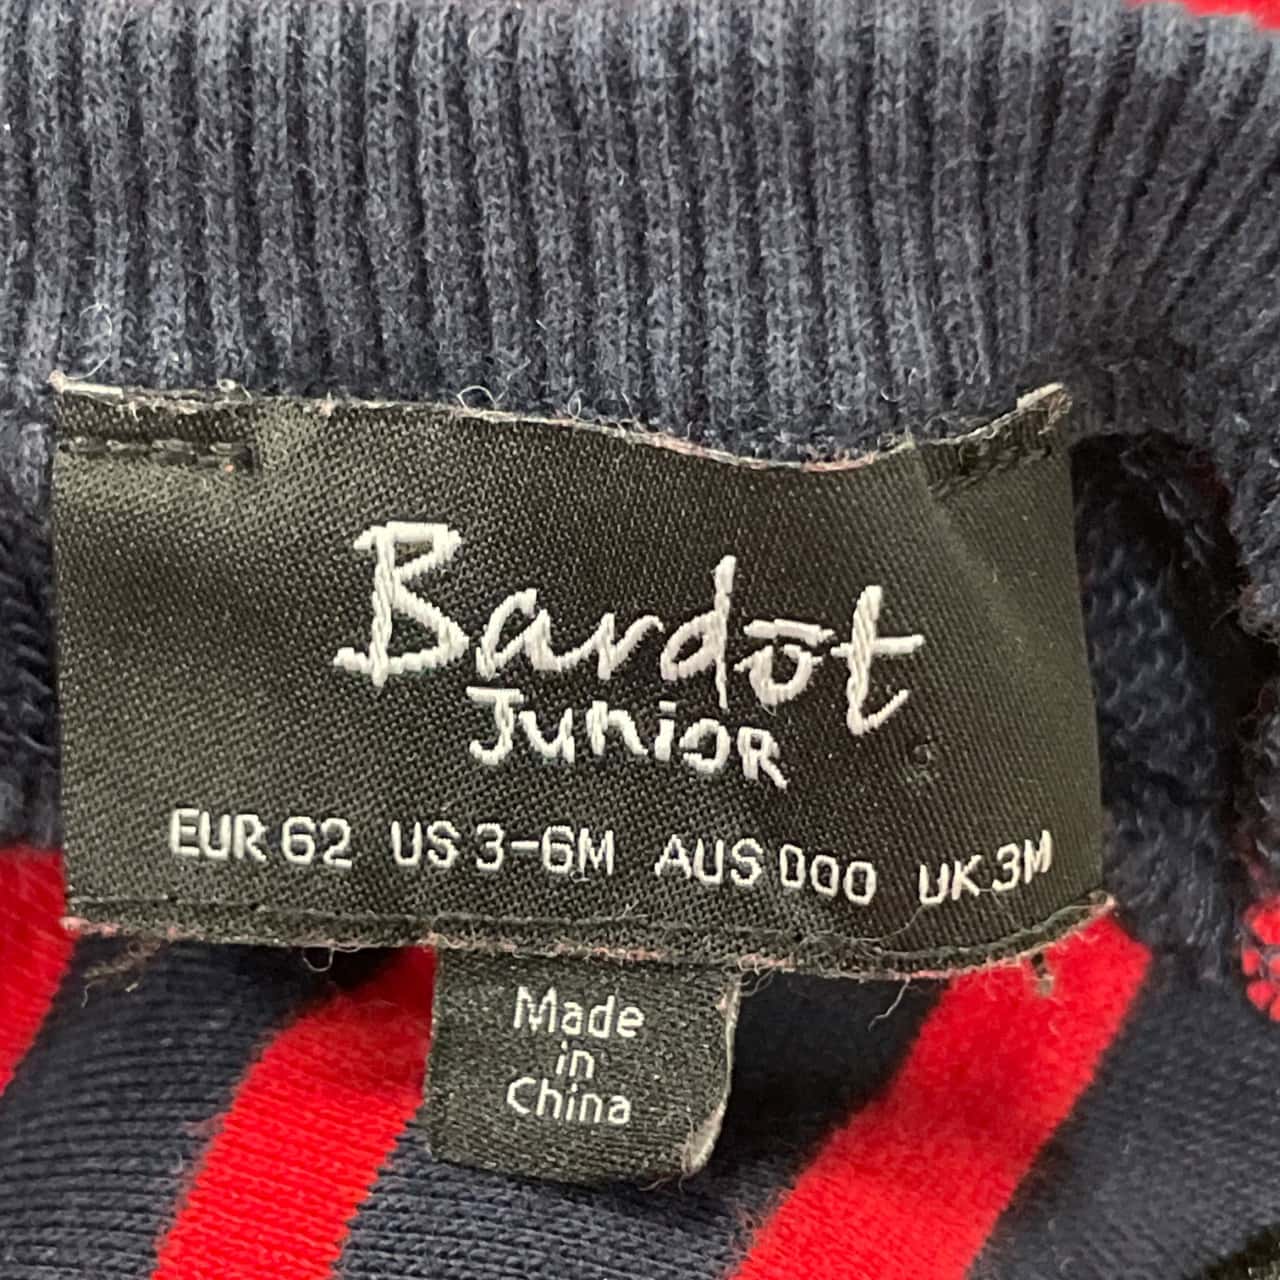 Bardot
Junior
EUR 62 US 3-6M AUS 000 UK 3M
Made
in
China